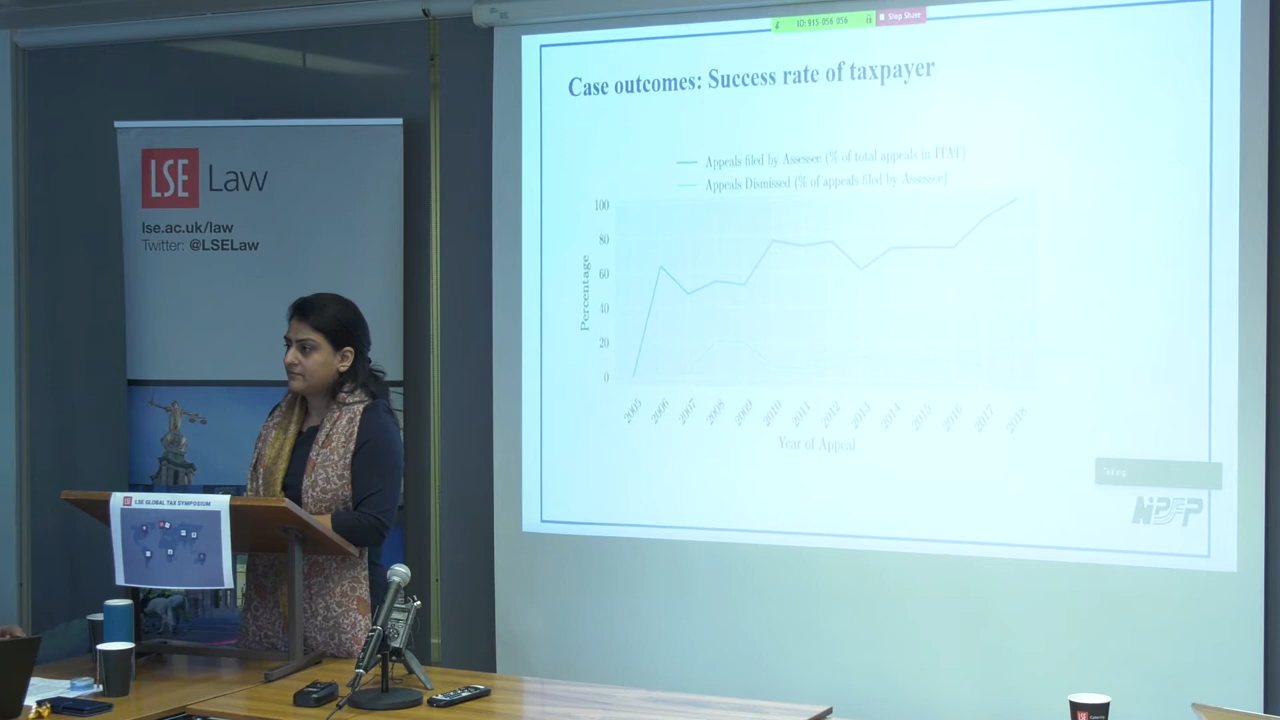 LSE Law
lse.ac.uk/law
Twitter: @LSELaw
LSE GLOBAL TAX SYMPOSIUM
ID: 915-056-056
Stop Share
Case outcomes: Success rate of taxpayer
Appeals filed by Assessee (% of total appeals in ITAT)
Appeals Dismissed (% of appeals filed by Assessee)
Percentage
100
80
60
40
20
0
2005 2006 2007 2008 2009 2010 2011 2012 2013 2014 2015 2016 2017 2018
Year of Appeal
NIPFP
LSE